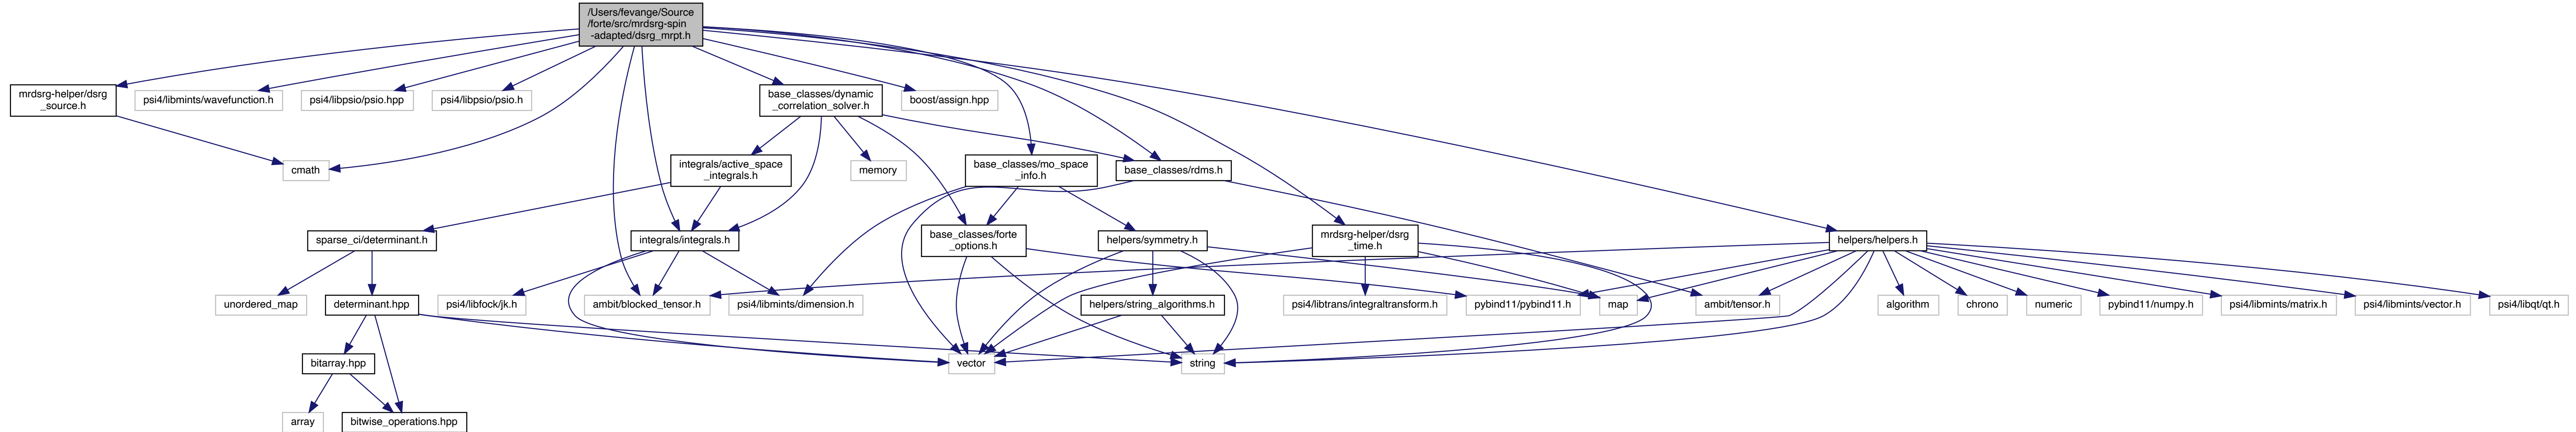 /Users/fevange/Source
/forte/src/mrdsrg-spin
-adapted/dsrg_mrpt.h
mrdsrg-helper/dsrg
_source.h
psi4/libmints/wavefunction.h
psi4/libpsio/psio.hpp
psi4/libpsio/psio.h
base_classes/dynamic
_correlation_solver.h
boost/assign.hpp
cmath
integrals/active_space
_integrals.h
memory
base_classes/mo_space
_info.h
base_classes/rdms.h
sparse_ci/determinant.h
integrals/integrals.h
base_classes/forte
_options.h
helpers/symmetry.h
mrdsrg-helper/dsrg
_time.h
helpers/helpers.h
unordered_map
determinant.hpp
psi4/libfock/jk.h
ambit/blocked_tensor.h
psi4/libmints/dimension.h
helpers/string_algorithms.h
psi4/libtrans/integraltransform.h
pybind11/pybind11.h
map
ambit/tensor.h
algorithm
chrono
numeric
pybind11/numpy.h
psi4/libmints/matrix.h
psi4/libmints/vector.h
psi4/libqt/qt.h
bitarray.hpp
vector
string
array
bitwise_operations.hpp